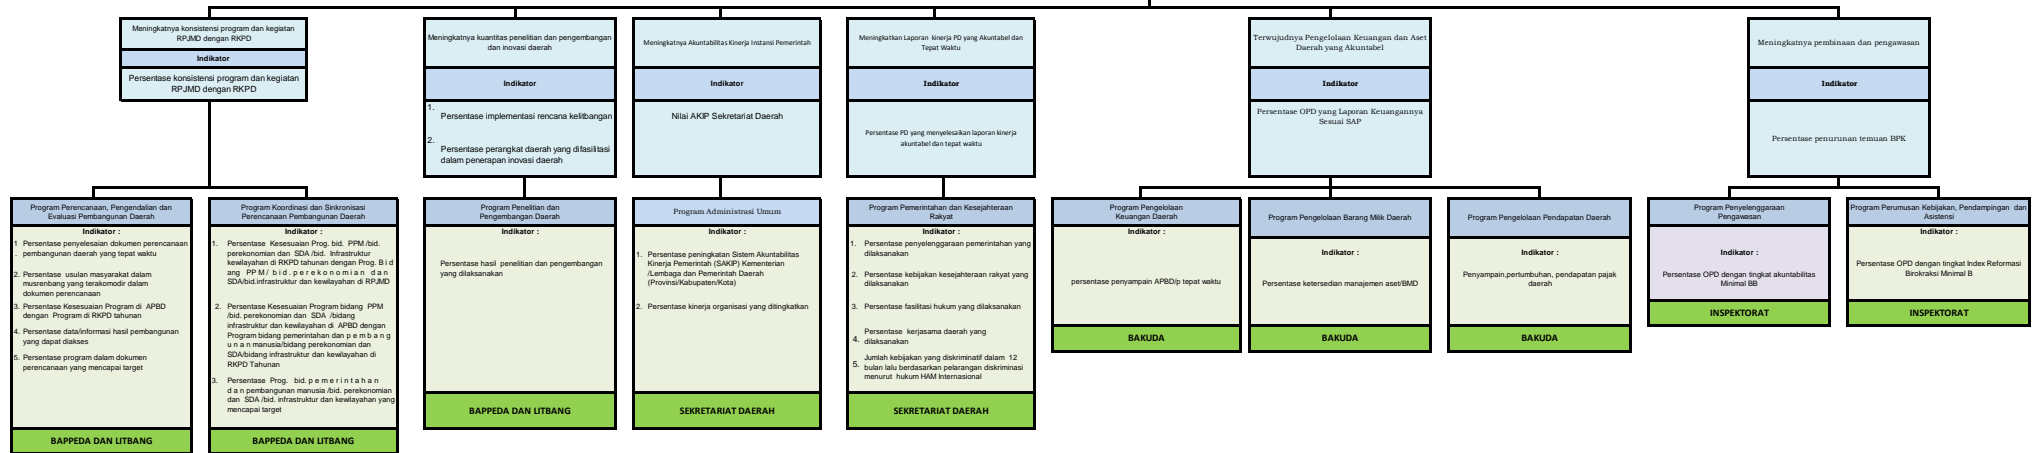 Meningkatnya konsistensi program dan kegiatan
RPJMD dengan RKPD
Indikator
Persentase konsistensi program dan kegiatan
RPJMD dengan RKPD
Meningkatnya kuantitas penelitian dan pengembangan
dan inovasi daerah
Indikator
1.
Persentase implementasi rencana kelitbangan
2.
Persentase perangkat daerah yang difasilitasi
dalam penerapan inovasi daerah
Meningkatnya Akuntabilitas Kinerja Instansi Pemerintah
Indikator
Nilai AKIP Sekretariat Daerah
Meningkatkan Laporan kinerja PD yang Akuntabel dan
Tepat Waktu
Indikator
Persentase PD yang menyelesaikan laporan kinerja
akuntabel dan tepat waktu
Terwujudnya Pengelolaan Keuangan dan Aset
Daerah yang Akuntabel
Indikator
Persentase OPD yang Laporan Keuangannya
Sesuai SAP
Meningkatnya pembinaan dan pengawasan
Indikator
Persentase penurunan temuan BPK
Program Perencanaan, Pengendalian dan
Evaluasi Pembangunan Daerah
Indikator :
1 Persentase penyelesaian dokumen perencanaan
. pembangunan daerah yang tepat waktu
2. Persentase usulan masyarakat dalam
musrenbang yang terakomodir dalam
dokumen perencanaan
3. Persentase Kesesuaian Program di APBD
dengan Program di RKPD tahunan
4. Persentase data/informasi hasil pembangunan
yang dapat diakses
5. Persentase program dalam dokumen
perencanaan yang mencapai target
BAPPEDA DAN LITBANG
Program Koordinasi dan Sinkronisasi
Perencanaan Pembangunan Daerah
Indikator :
1. Persentase Kesesuaian Prog. bid. PPM /bid.
perekonomian dan SDA /bid. Infrastruktur
kewilayahan di RKPD tahunan dengan Prog. B i d
ang PP M / b i d . p e r e k o n o m i a n d a n
SDA/bid.infrastruktur dan kewilayahan di RPJMD
2. Persentase Kesesuaian Program bidang PPM
/bid. perekonomian dan SDA /bidang
infrastruktur dan kewilayahan di APBD dengan
Program bidang pemerintahan dan p e m b a n g
u n a n manusia/bidang perekonomian dan
SDA/bidang infrastruktur dan kewilayahan di
RKPD Tahunan
3. Persentase Prog. bid. p e m e r i n t a h a n
d a n pembangunan manusia /bid. perekonomian
dan SDA /bid. infrastruktur dan kewilayahan yang
mencapai target
BAPPEDA DAN LITBANG
Program Penelitian dan
Pengembangan Daerah
Indikator :
Persentase hasil penelitian dan pengembangan
yang dilaksanakan
BAPPEDA DAN LITBANG
Program Administrasi Umum
Indikator :
1. Persentase peningkatan Sistem Akuntabilitas
Kinerja Pemerintah (SAKIP) Kementerian
/Lembaga dan Pemerintah Daerah
(Provinsi/Kabupaten/Kota)
2. Persentase kinerja organisasi yang ditingkatkan
SEKRETARIAT DAERAH
Program Pemerintahan dan Kesejahteraan
Rakyat
Indikator :
1. Persentase penyelenggaraan pemerintahan yang
dilaksanakan
2. Persentase kebijakan kesejahteraan rakyat yang
dilaksanakan
3. Persentase fasilitasi hukum yang dilaksanakan
4. Persentase kerjasama daerah yang
dilaksanakan
5. Jumlah kebijakan yang diskriminatif dalam 12
bulan lalu berdasarkan pelarangan diskriminasi
menurut hukum HAM Internasional
SEKRETARIAT DAERAH
Program Pengelolaan
Keuangan Daerah
Indikator :
persentase penyampain APBD/p tepat waktu
BAKUDA
Program Pengelolaan Barang Milik Daerah
Indikator :
Persentase ketersedian manajemen aset/BMD
BAKUDA
Program Pengelolaan Pendapatan Daerah
Indikator :
Penyampain,pertumbuhan, pendapatan pajak
daerah
BAKUDA
Program Penyelenggaraan
Pengawasan
Indikator :
Persentase OPD dengan tingkat akuntabilitas
Minimal BB
INSPEKTORAT
Program Perumusan Kebijakan, Pendampingan dan
Asistensi
Indikator :
Persentase OPD dengan tingkat Index Reformasi
Birokraksi Minimal B
INSPEKTORAT